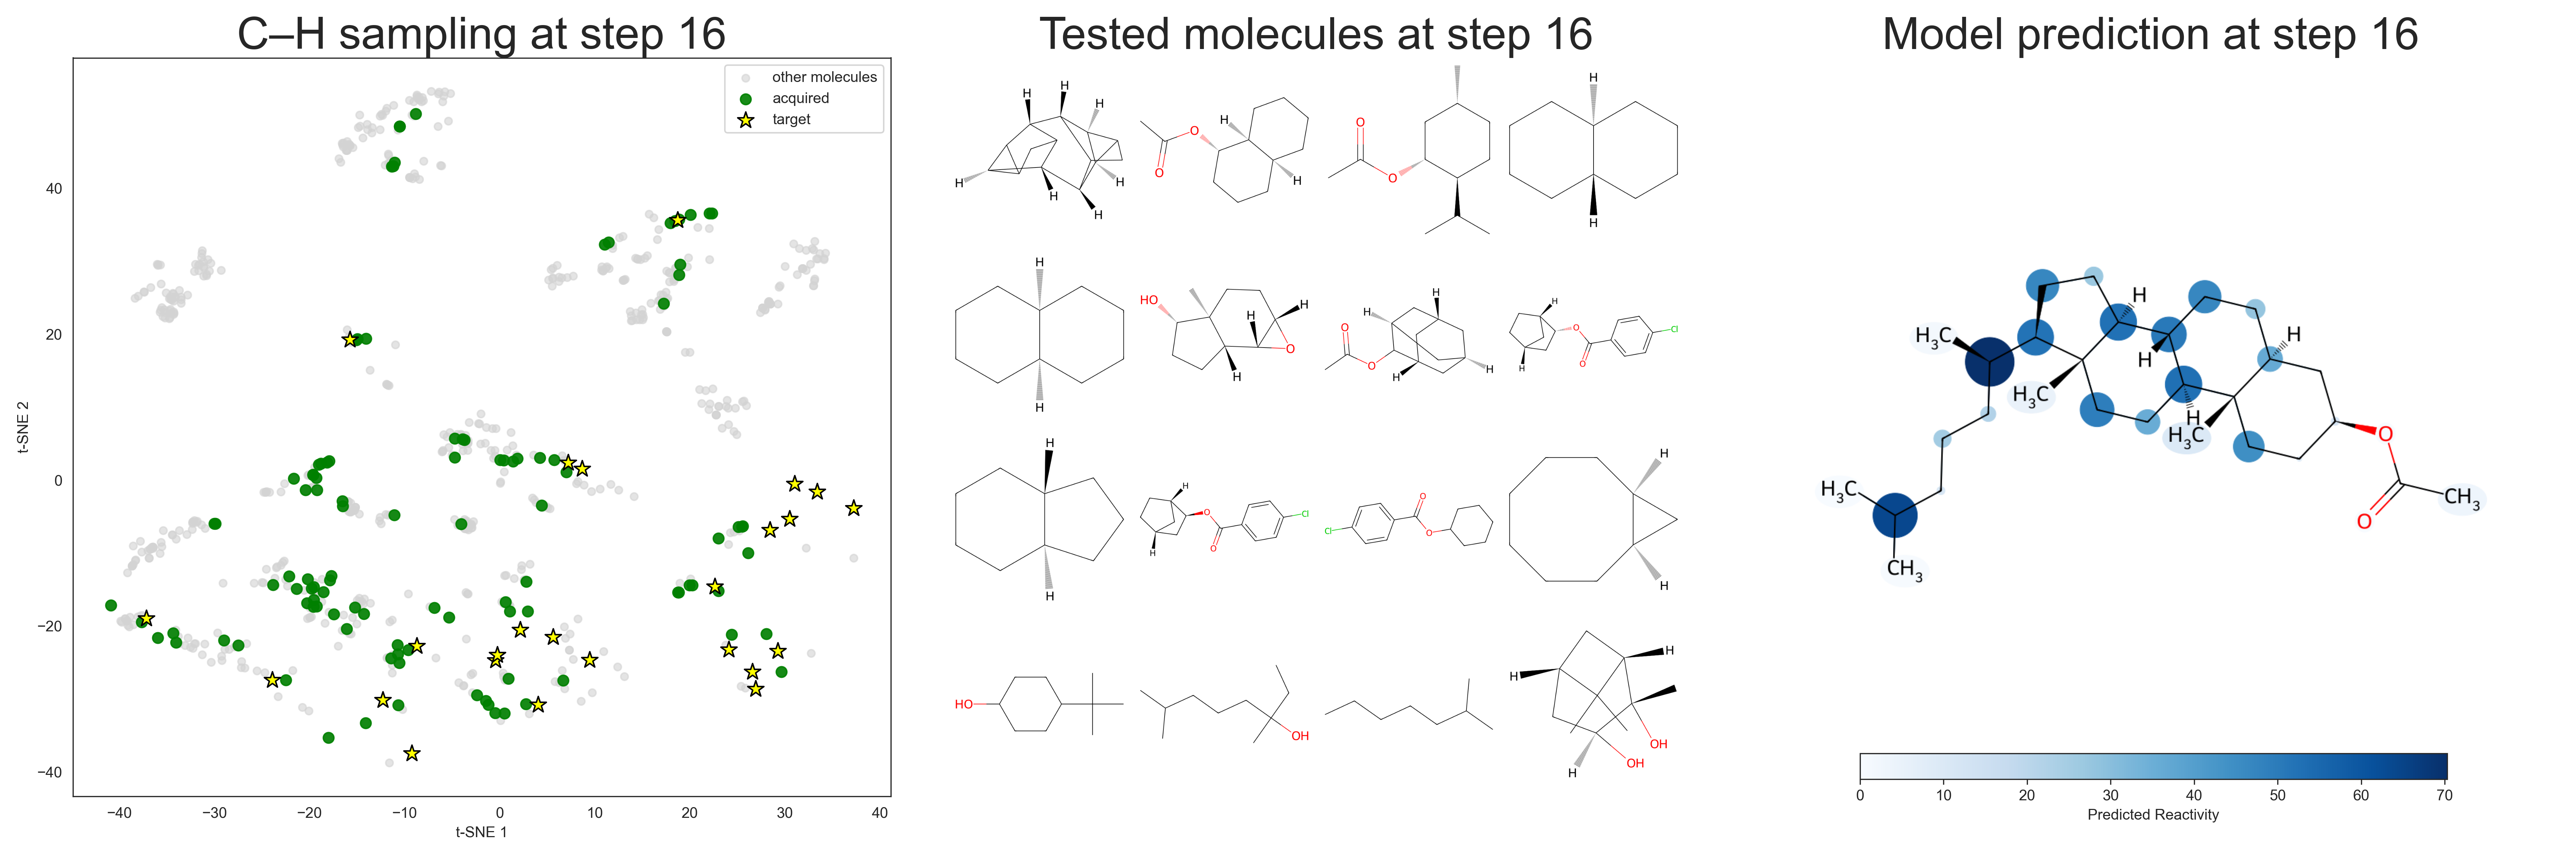 C–H sampling at step 16
other molecules
acquired
target
t-SNE 2
40
20
0
−20
−40
−40
−30
−20
−10
0
10
20
30
40
t-SNE 1
Tested molecules at step 16
H
H
H
H
H
H
H
O
O
H
H
O
O
H
H
H
H
HO
H
H
O
H
O
O
H
H
H
H
H
H
O
O
Cl
H
H
H
H
O
O
Cl
Cl
O
O
H
H
HO
OH
H
H
OH
OH
H
Model prediction at step 16
H
H3C
H
H
H3C
H
H3C
O
H3C
CH3
O
CH3
0
10
20
30
40
50
60
70
Predicted Reactivity